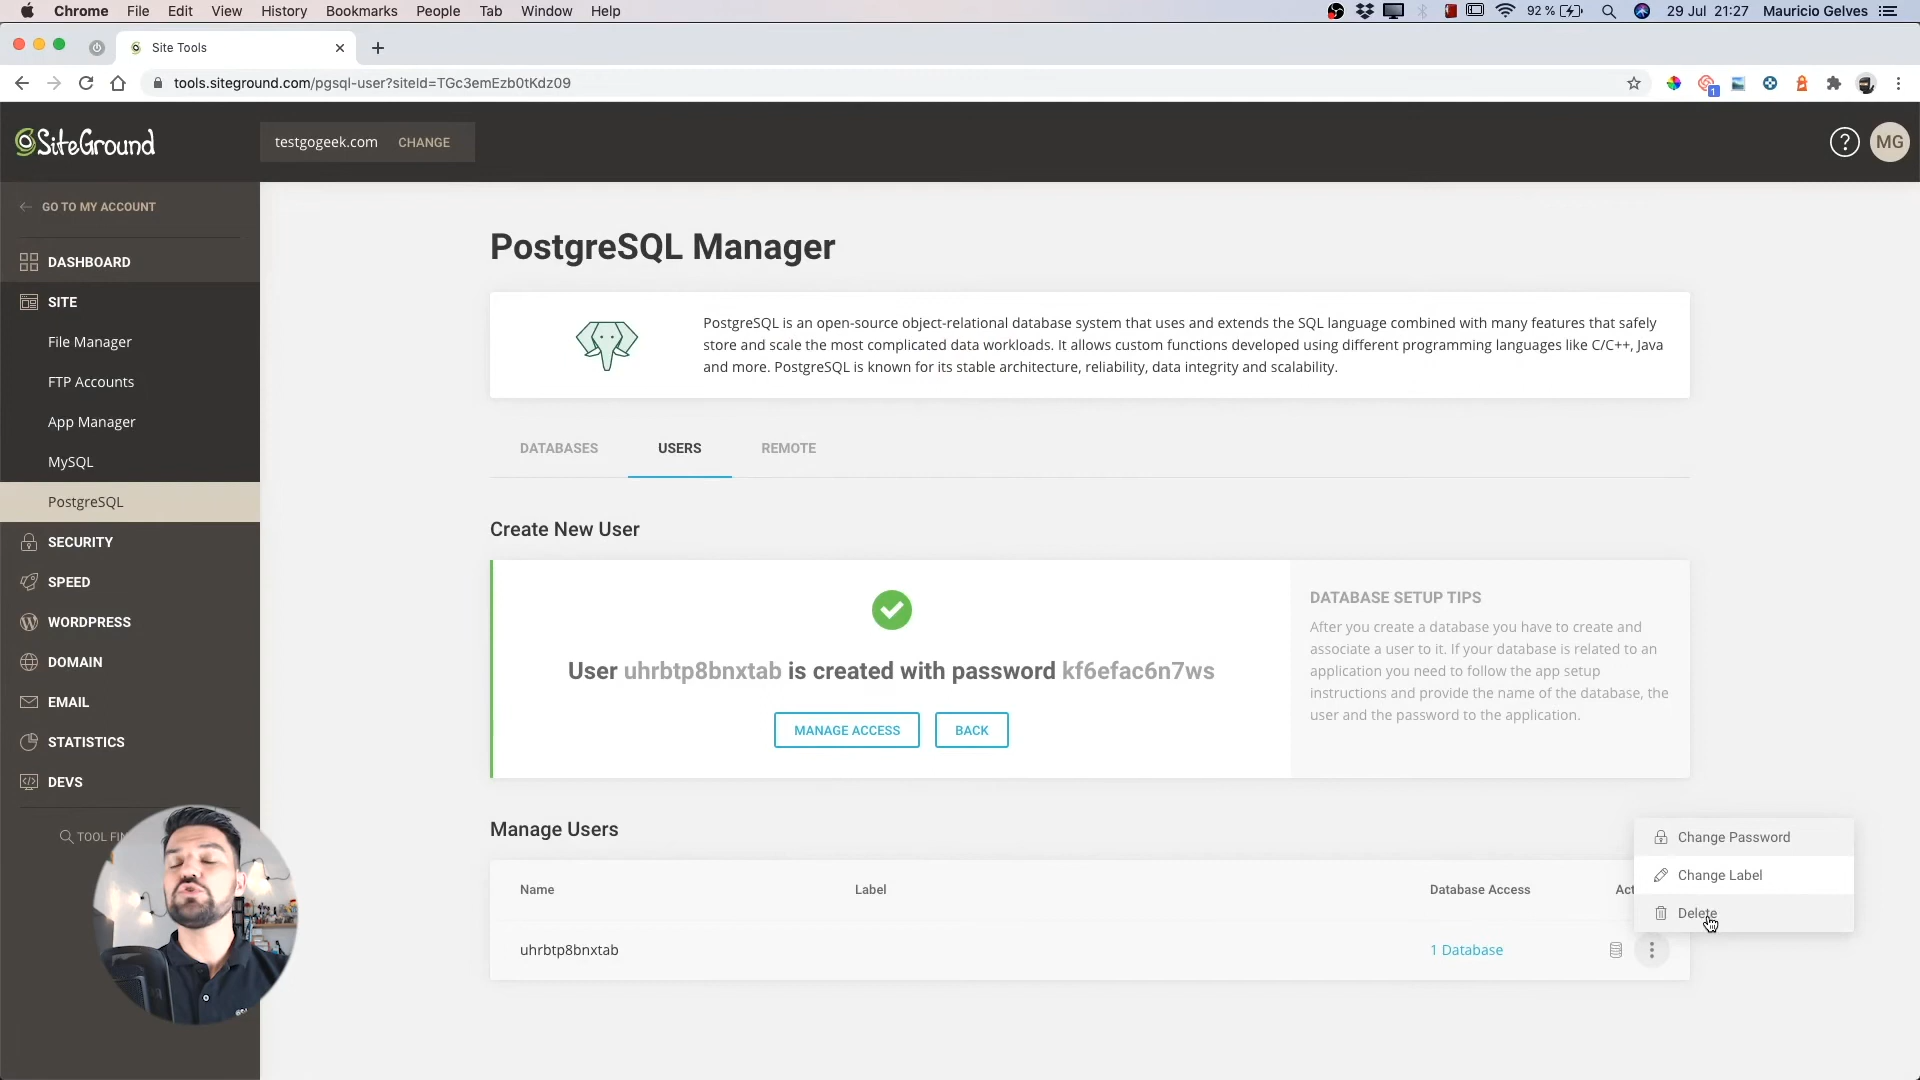 Chrome File Edit View History Bookmarks People Tab Window Help 92 % 29 Jul 21:27 Mauricio Gelves
Site Tools
tools.siteground.com/pgsql-user?siteId=TGc3emEzb0tKdz09
1
SiteGround
testgogeek.com CHANGE
? MG
GO TO MY ACCOUNT
DASHBOARD
SITE
File Manager
FTP Accounts
App Manager
MySQL
PostgreSQL
SECURITY
SPEED
WORDPRESS
DOMAIN
EMAIL
STATISTICS
DEVS
TOOL FIN
PostgreSQL Manager
PostgreSQL is an open-source object-relational database system that uses and extends the SQL language combined with many features that safely
store and scale the most complicated data workloads. It allows custom functions developed using different programming languages like C/C++, Java
and more. PostgreSQL is known for its stable architecture, reliability, data integrity and scalability.
DATABASES USERS REMOTE
Create New User
User uhrbtp8bnxtab is created with password kf6efac6n7ws
MANAGE ACCESS BACK
DATABASE SETUP TIPS
After you create a database you have to create and
associate a user to it. If your database is related to an
application you need to follow the app setup
instructions and provide the name of the database, the
user and the password to the application.
Manage Users
Name Label Database Access Act
uhrbtp8bnxtab 1 Database
Change Password
Change Label
Delete